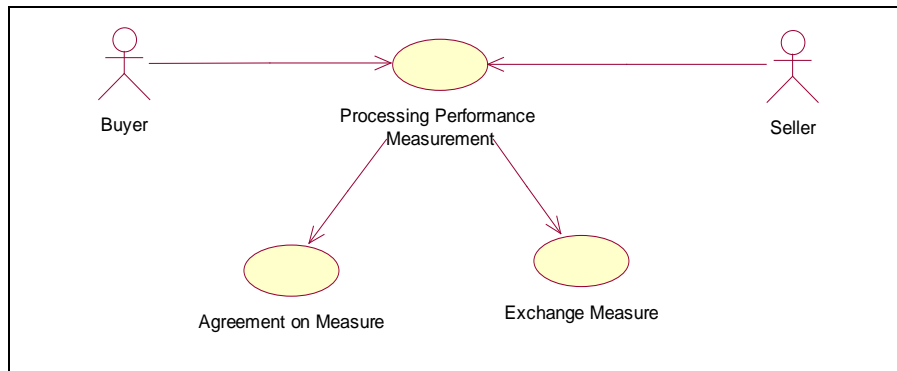 Buyer
Processing Performance
Measurement
Seller
Agreement on Measure
Exchange Measure